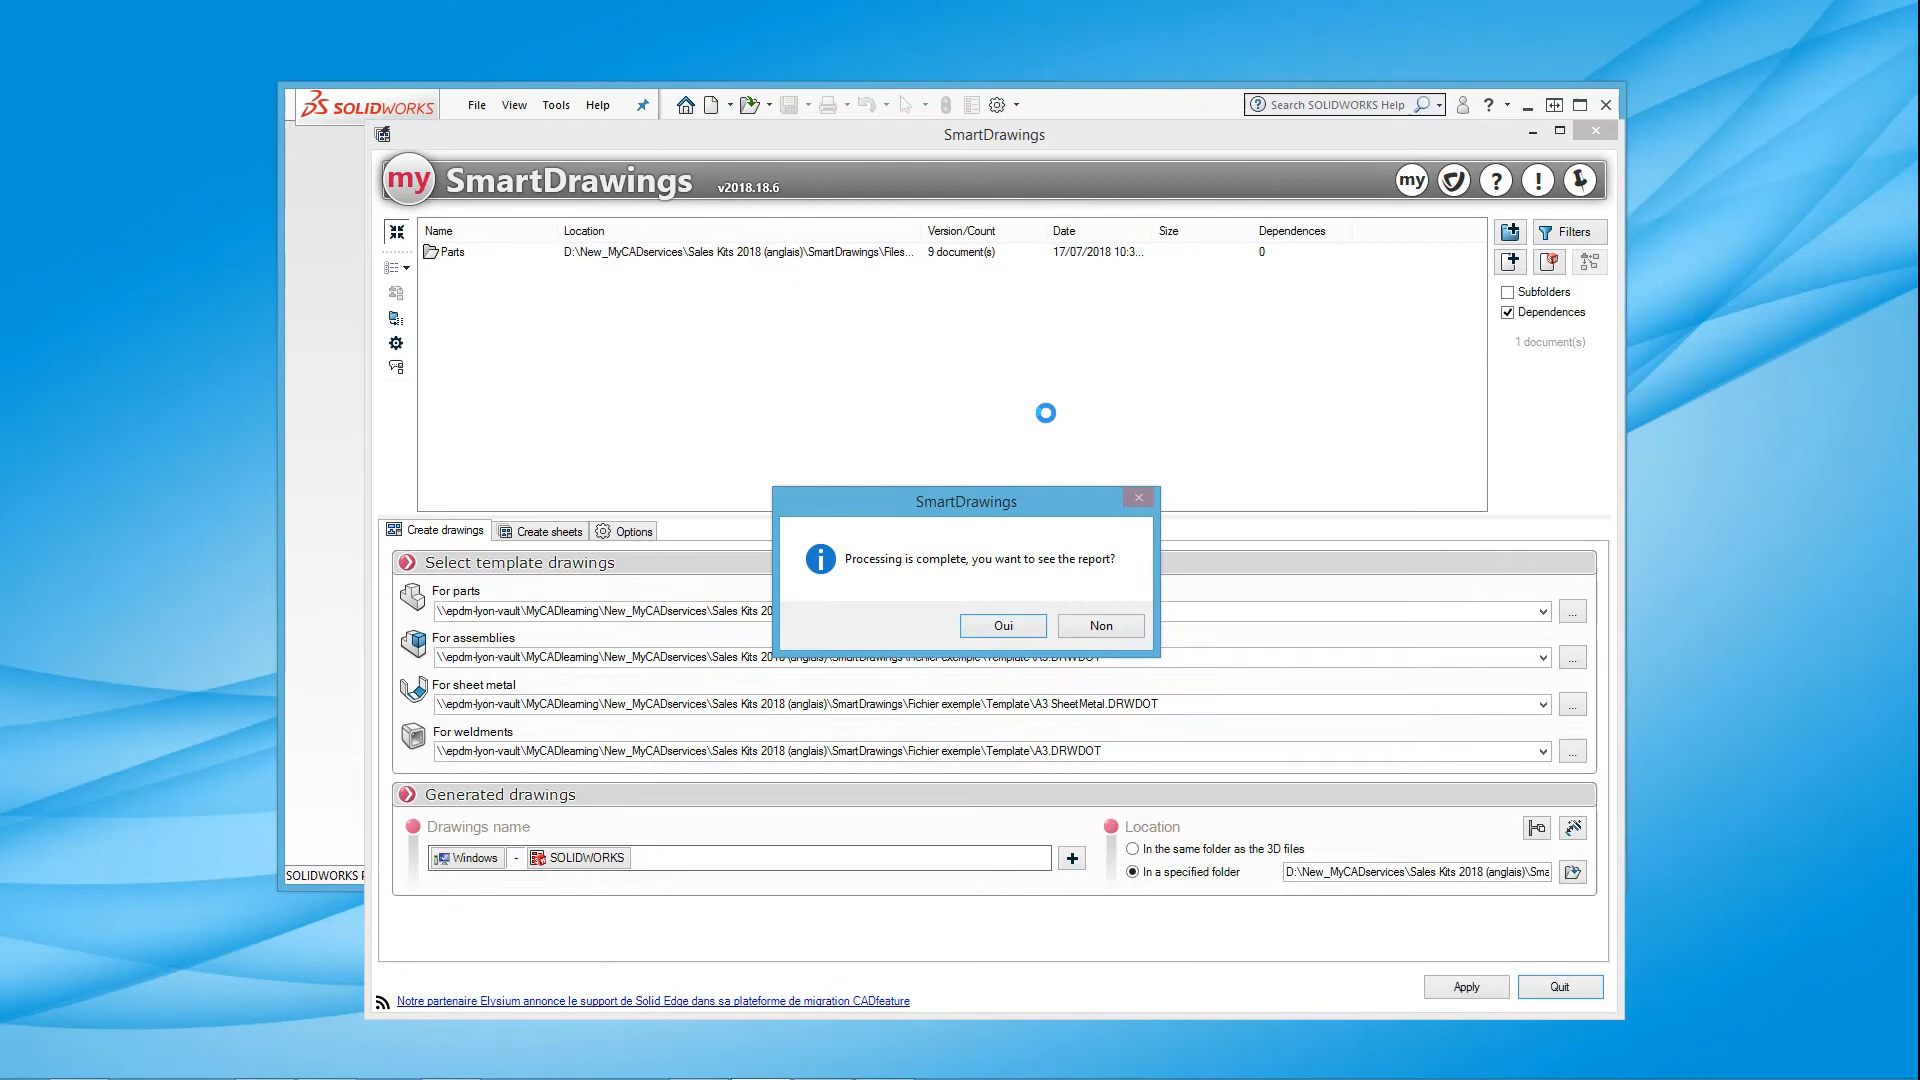 SOLIDWORKS
File View Tools Help
Search SOLIDWORKS Help
SmartDrawings
my SmartDrawings v2018.18.6
my
Name Location Version/Count Date Size Dependences
Parts D:\New_MyCADservices\Sales Kits 2018 (anglais)\SmartDrawings\Files... 9 document(s) 17/07/2018 10:3... 0
Filters
Subfolders
Dependences
1 document(s)
SmartDrawings
Processing is complete, you want to see the report?
Oui Non
Create drawings Create sheets Options
Select template drawings
For parts
\\epdm-lyon-vault\MyCADlearning\New_MyCADservices\Sales Kits 20
...
For assemblies
\\epdm-lyon-vault\MyCADlearning\New_MyCADservices\Sales Kits 2018 (anglais)\SmartDrawings\Fichier exemple\Template\A3.DRWDOT
...
For sheet metal
\\epdm-lyon-vault\MyCADlearning\New_MyCADservices\Sales Kits 2018 (anglais)\SmartDrawings\Fichier exemple\Template\A3 SheetMetal.DRWDOT
...
For weldments
\\epdm-lyon-vault\MyCADlearning\New_MyCADservices\Sales Kits 2018 (anglais)\SmartDrawings\Fichier exemple\Template\A3.DRWDOT
...
Generated drawings
Drawings name
Windows - SOLIDWORKS
Location
In the same folder as the 3D files
In a specified folder D:\New_MyCADservices\Sales Kits 2018 (anglais)\Sma
SOLIDWORKS P
Apply Quit
Notre partenaire Elysium annonce le support de Solid Edge dans sa plateforme de migration CADfeature